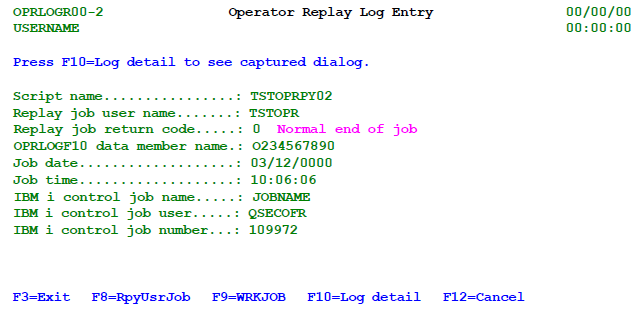 OPRLOGR00-2 Operator Replay Log Entry 00/00/00
USERNAME 00:00:00
Press F10=Log detail to see captured dialog.
Script name................: TSTOPRPY02
Replay job user name.......: TSTOPR
Replay job return code.....: 0 Normal end of job
OPRLOGF10 data member name.: O234567890
Job date...................: 03/12/0000
Job time...................: 10:06:06
IBM i control job name.....: JOBNAME
IBM i control job user.....: QSECOFR
IBM i control job number...: 109972
F3=Exit F8=RpyUsrJob F9=WRKJOB F10=Log detail F12=Cancel